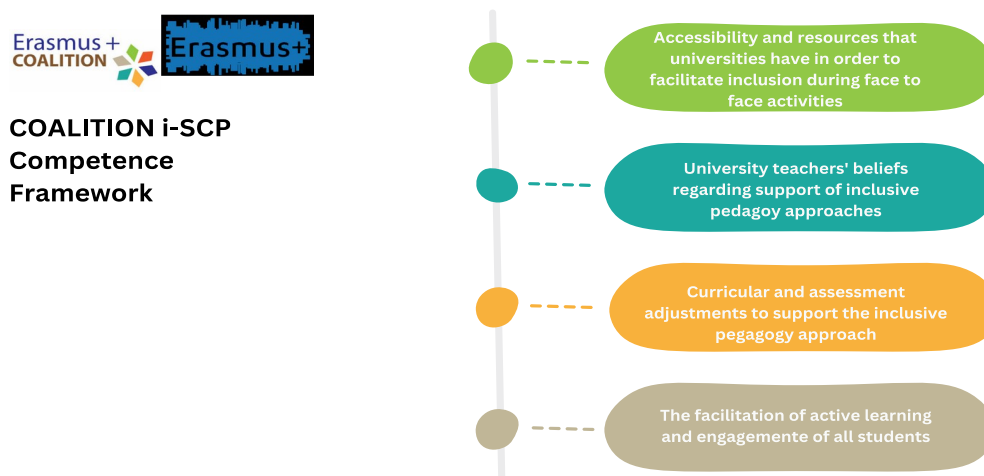 Erasmus +
COALITION
Erasmus+
COALITION i-SCP
Competence
Framework
Accessibility and resources that
universities have in order to
facilitate inclusion during face to
face activities
University teachers' beliefs
regarding support of inclusive
pedagoy approaches
Curricular and assessment
adjustments to support the inclusive
pegagogy approach
The facilitation of active learning
and engagemente of all students